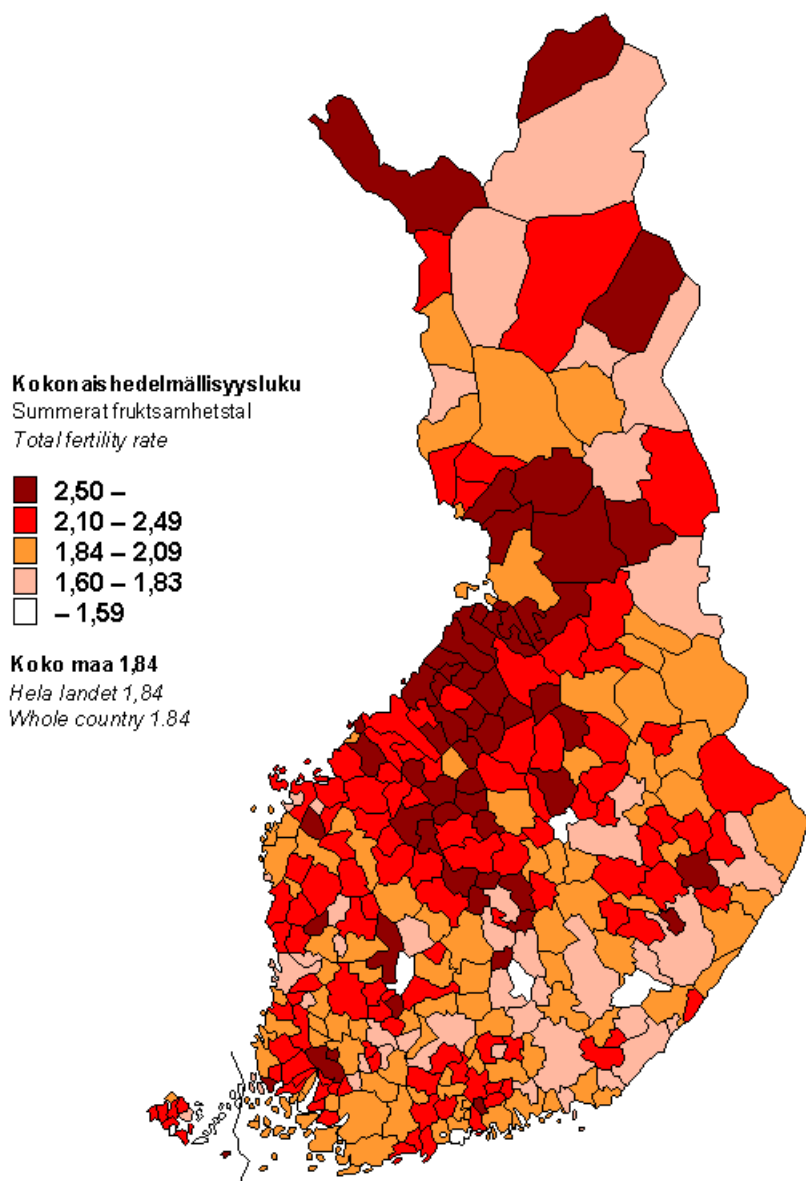 Kokonaishedelmällisyysluku
Summerat fruktsamhetstal
Total fertility rate
2,50 –
2,10 – 2,49
1,84 – 2,09
1,60 – 1,83
– 1,59
Koko maa 1,84
Hela landet 1,84
Whole country 1.84